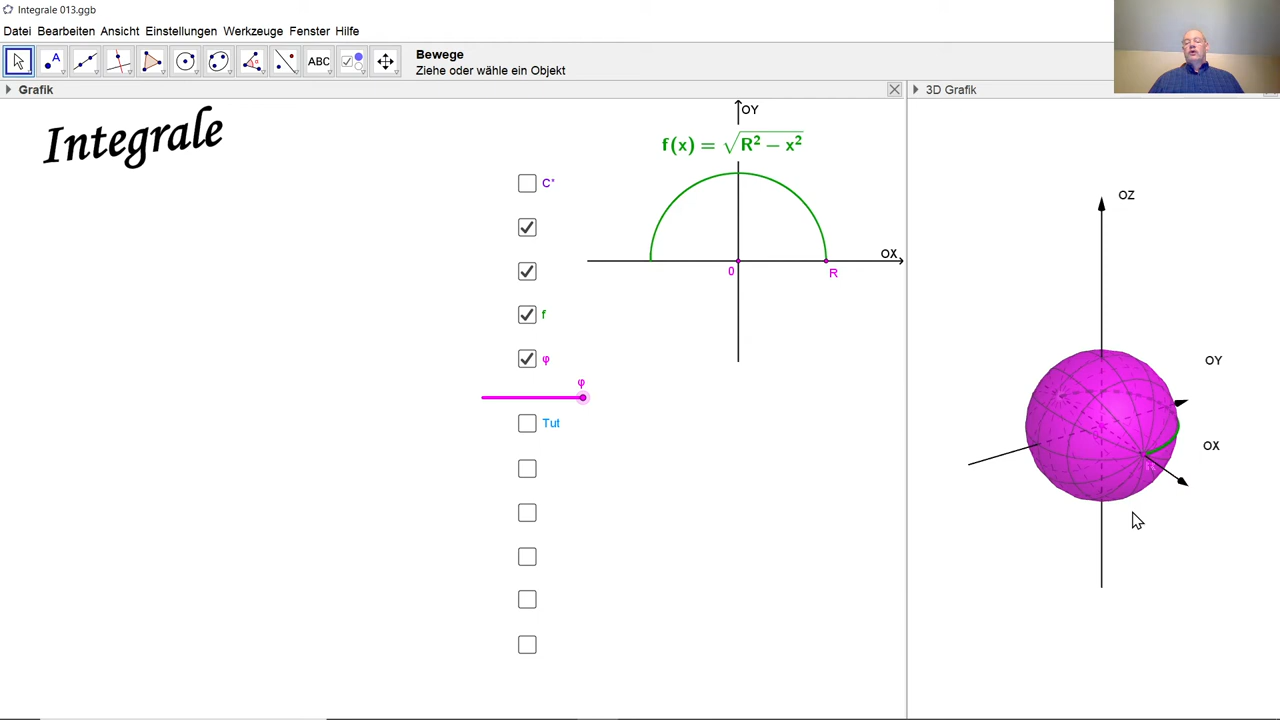 Integrale 013.ggb
Datei Bearbeiten Ansicht Einstellungen Werkzeuge Fenster Hilfe
A
ABC
Bewege
Ziehe oder wähle ein Objekt
Grafik
3D Grafik
Integrale
OY
f(x) = √(R² − x²)
C"
OX
0
R
f
φ
φ
Tut
OZ
OY
OX
R